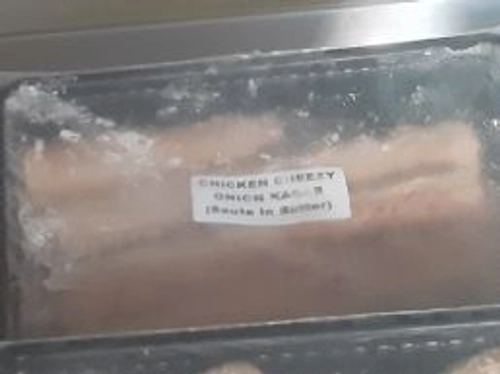 CHICKEN CHEEZY
ONION
(Saute in Butter)